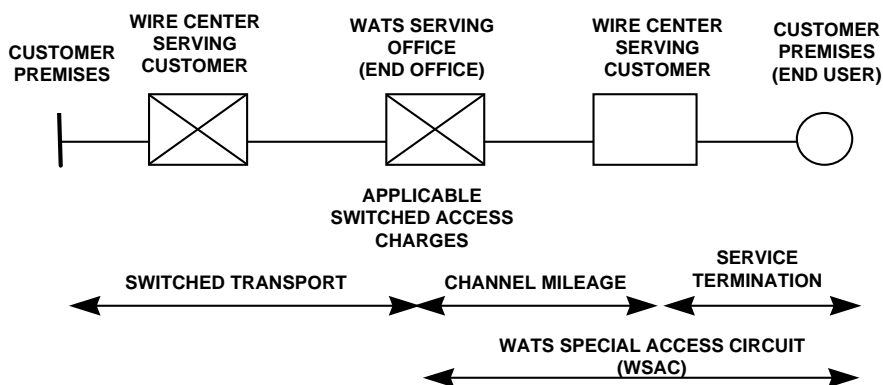 CUSTOMER
PREMISES
WIRE CENTER
SERVING
CUSTOMER
WATS SERVING
OFFICE
(END OFFICE)
WIRE CENTER
SERVING
CUSTOMER
CUSTOMER
PREMISES
(END USER)
APPLICABLE
SWITCHED ACCESS
CHARGES
SWITCHED TRANSPORT
CHANNEL MILEAGE
SERVICE
TERMINATION
WATS SPECIAL ACCESS CIRCUIT
(WSAC)